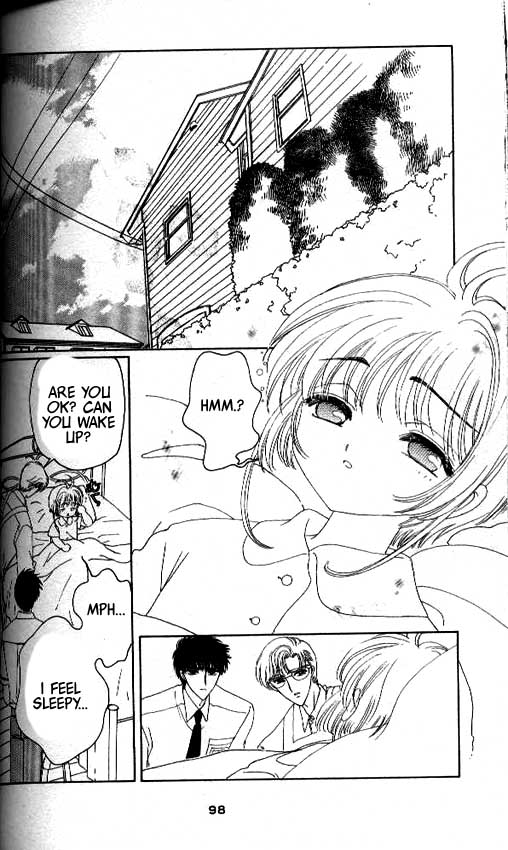 HMM.?
ARE YOU
OK? CAN
YOU WAKE
UP?
MPH...
I FEEL
SLEEPY...
98